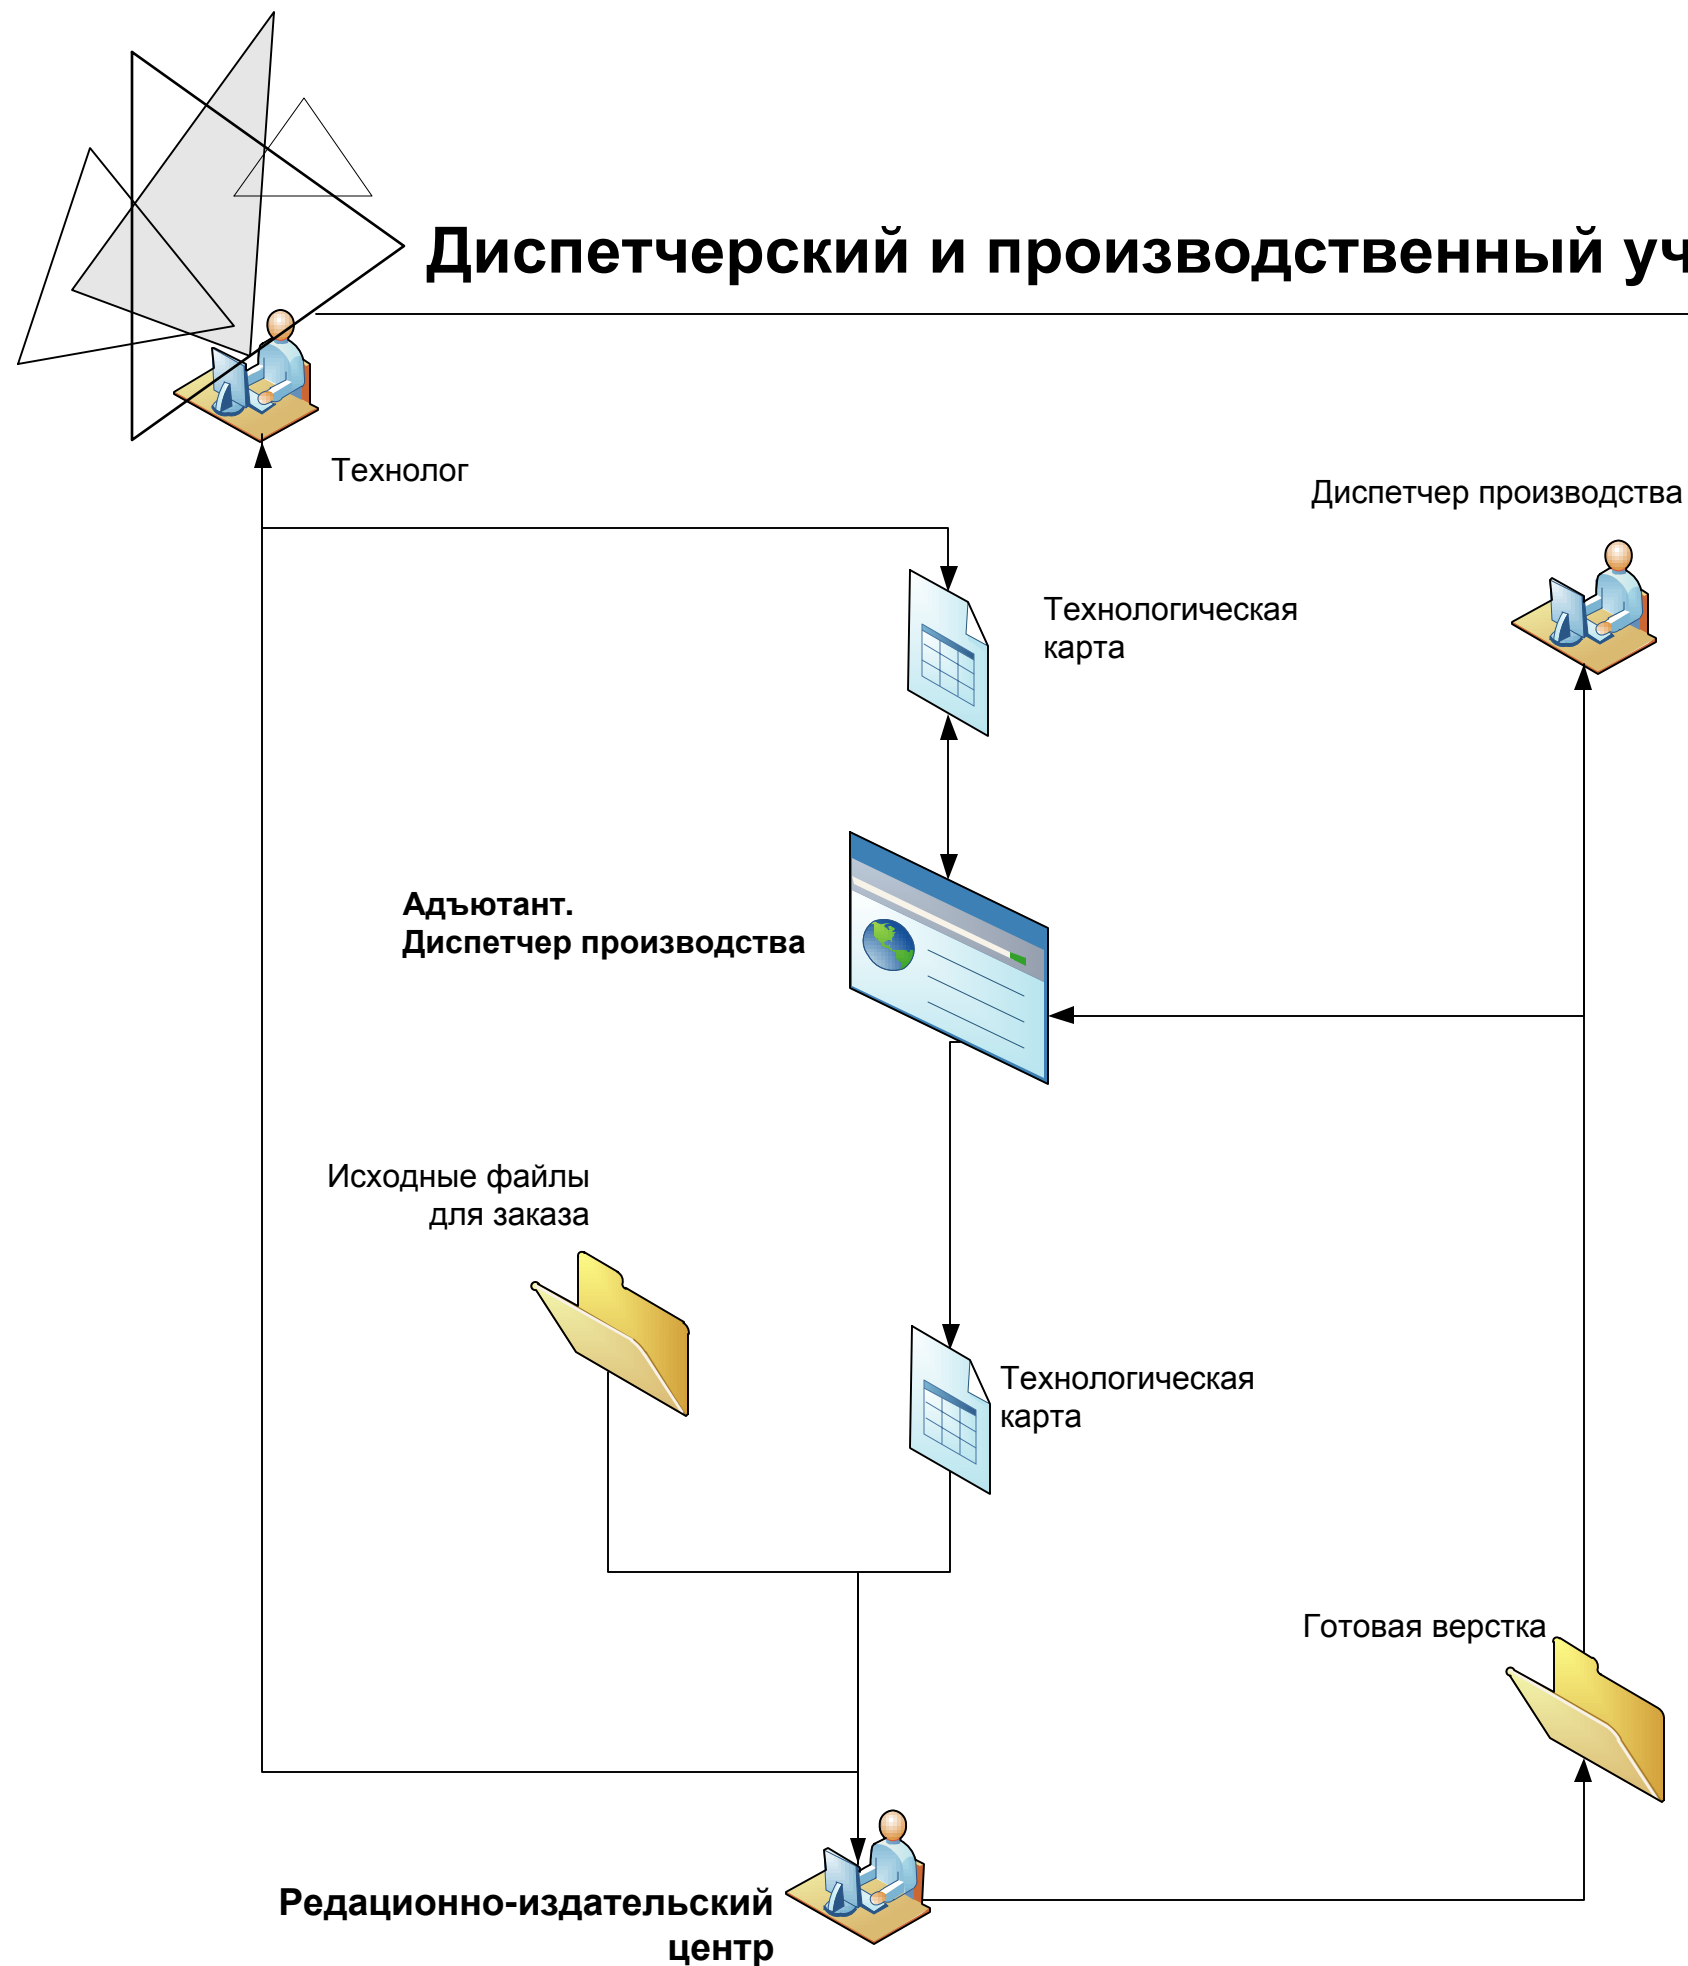 Диспетчерский и производственный уч
Технолог
Диспетчер производства
Технологическая
карта
Адъютант.
Диспетчер производства
Исходные файлы
для заказа
Технологическая
карта
Готовая верстка
Редационно-издательский
центр